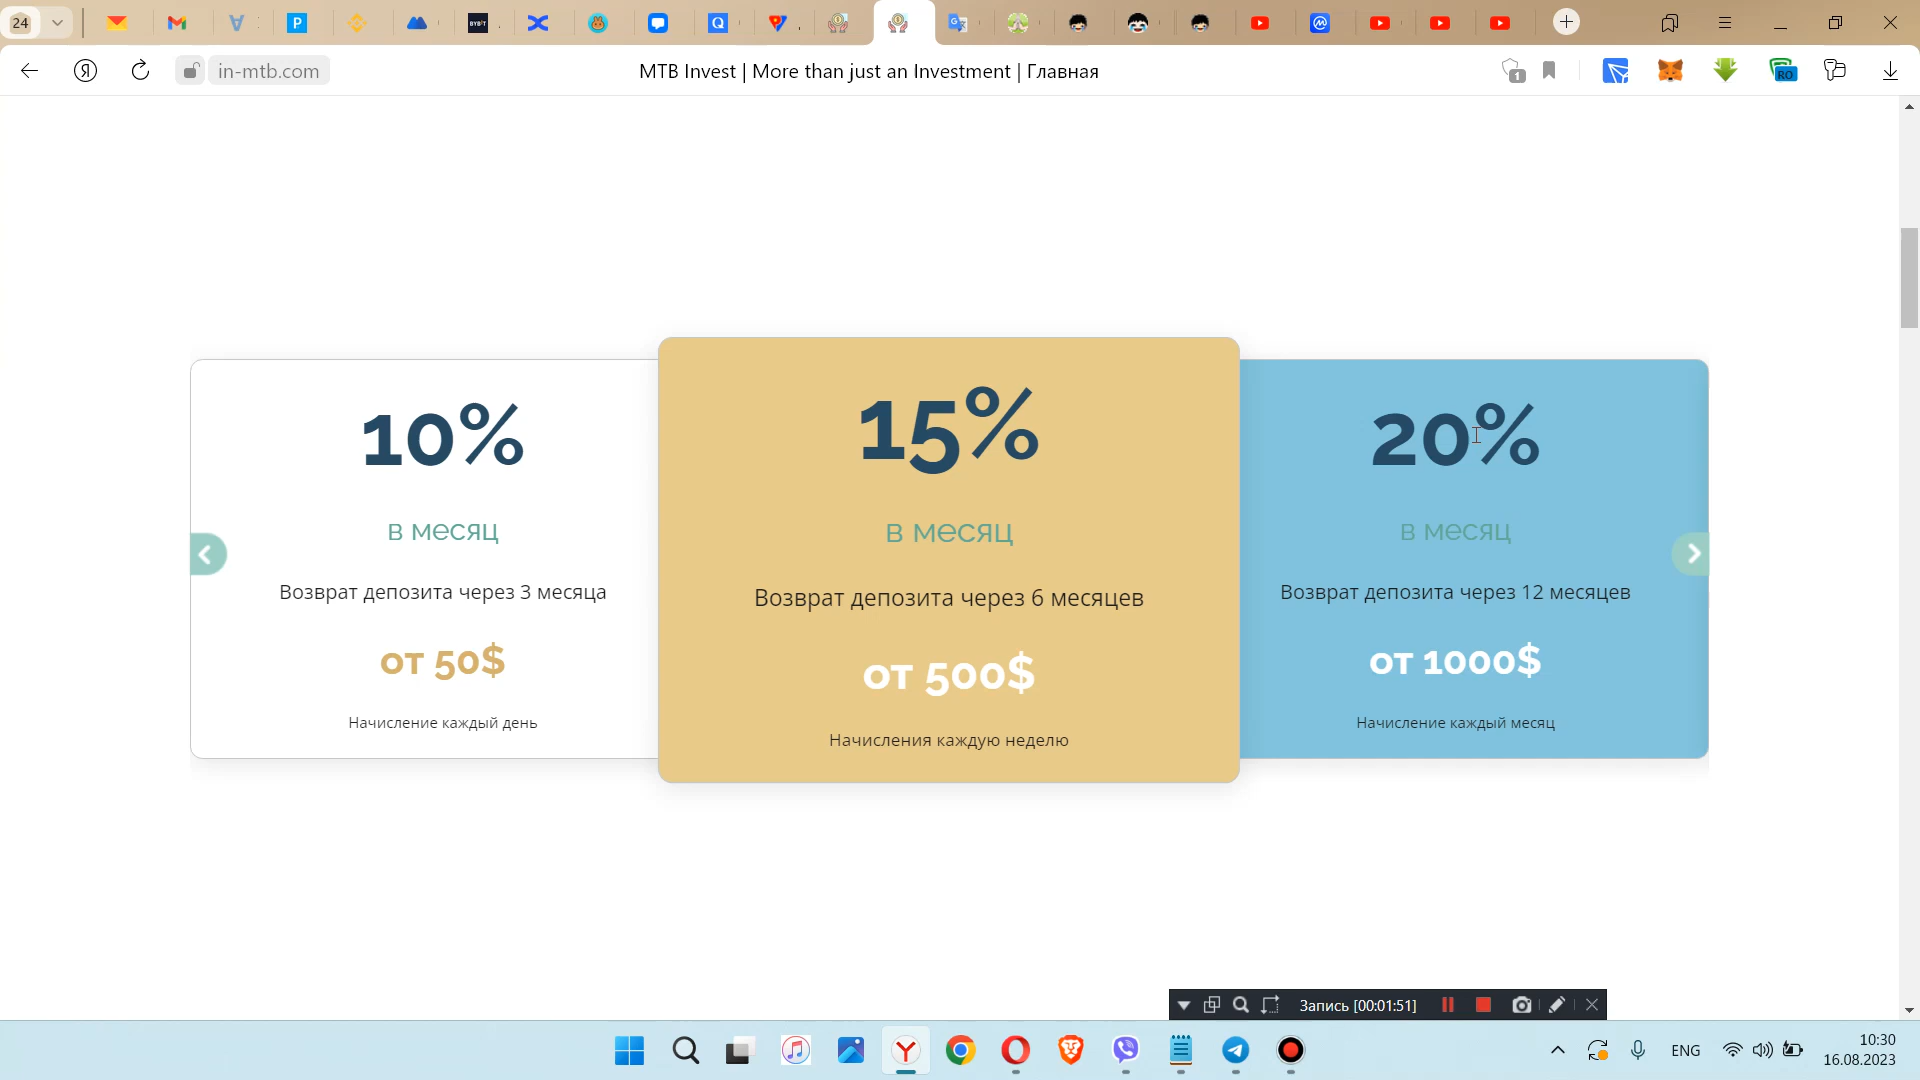 24
in-mtb.com
MTB Invest | More than just an Investment | Главная
1
RO
10%
в месяц
Возврат депозита через 3 месяца
от 50$
Начисление каждый день
15%
в месяц
Возврат депозита через 6 месяцев
от 500$
Начисления каждую неделю
20%
в месяц
Возврат депозита через 12 месяцев
от 1000$
Начисление каждый месяц
Запись [00:01:51]
ENG
10:30
16.08.2023